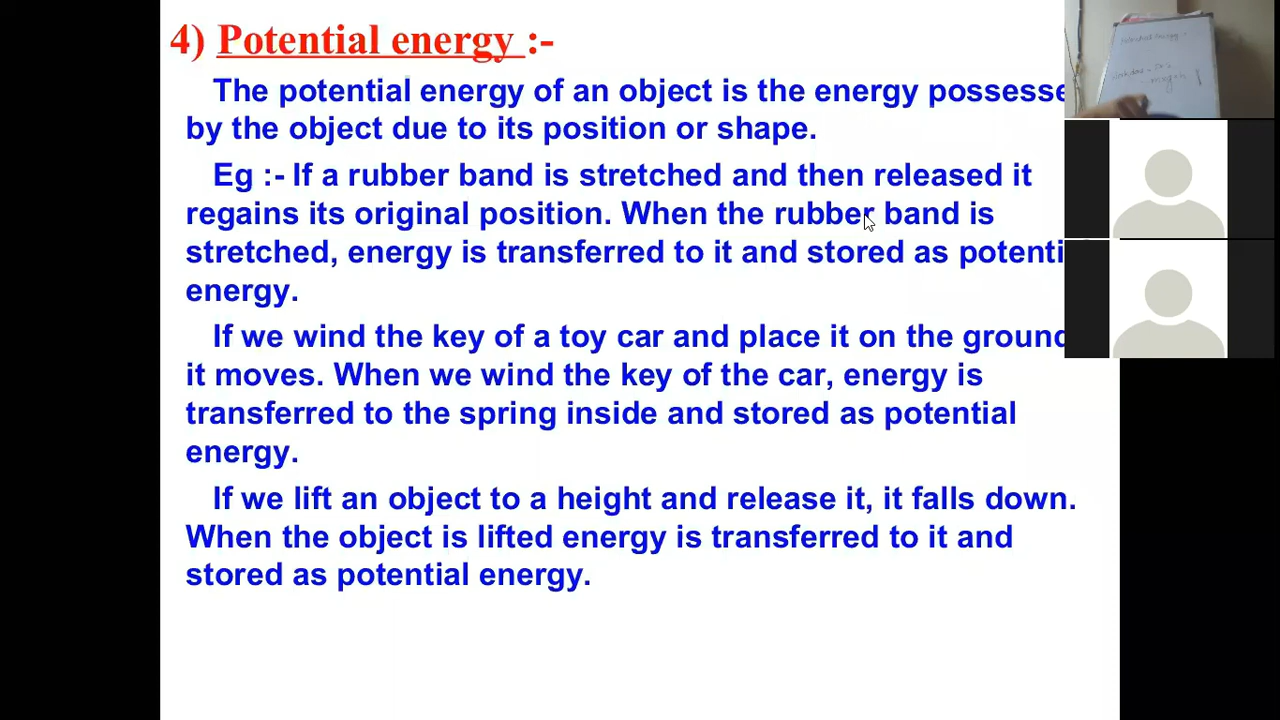 4) Potential energy :-
The potential energy of an object is the energy possesse
by the object due to its position or shape.
Eg :- If a rubber band is stretched and then released it
regains its original position. When the rubber band is
stretched, energy is transferred to it and stored as potenti
energy.
If we wind the key of a toy car and place it on the ground
it moves. When we wind the key of the car, energy is
transferred to the spring inside and stored as potential
energy.
If we lift an object to a height and release it, it falls down.
When the object is lifted energy is transferred to it and
stored as potential energy.